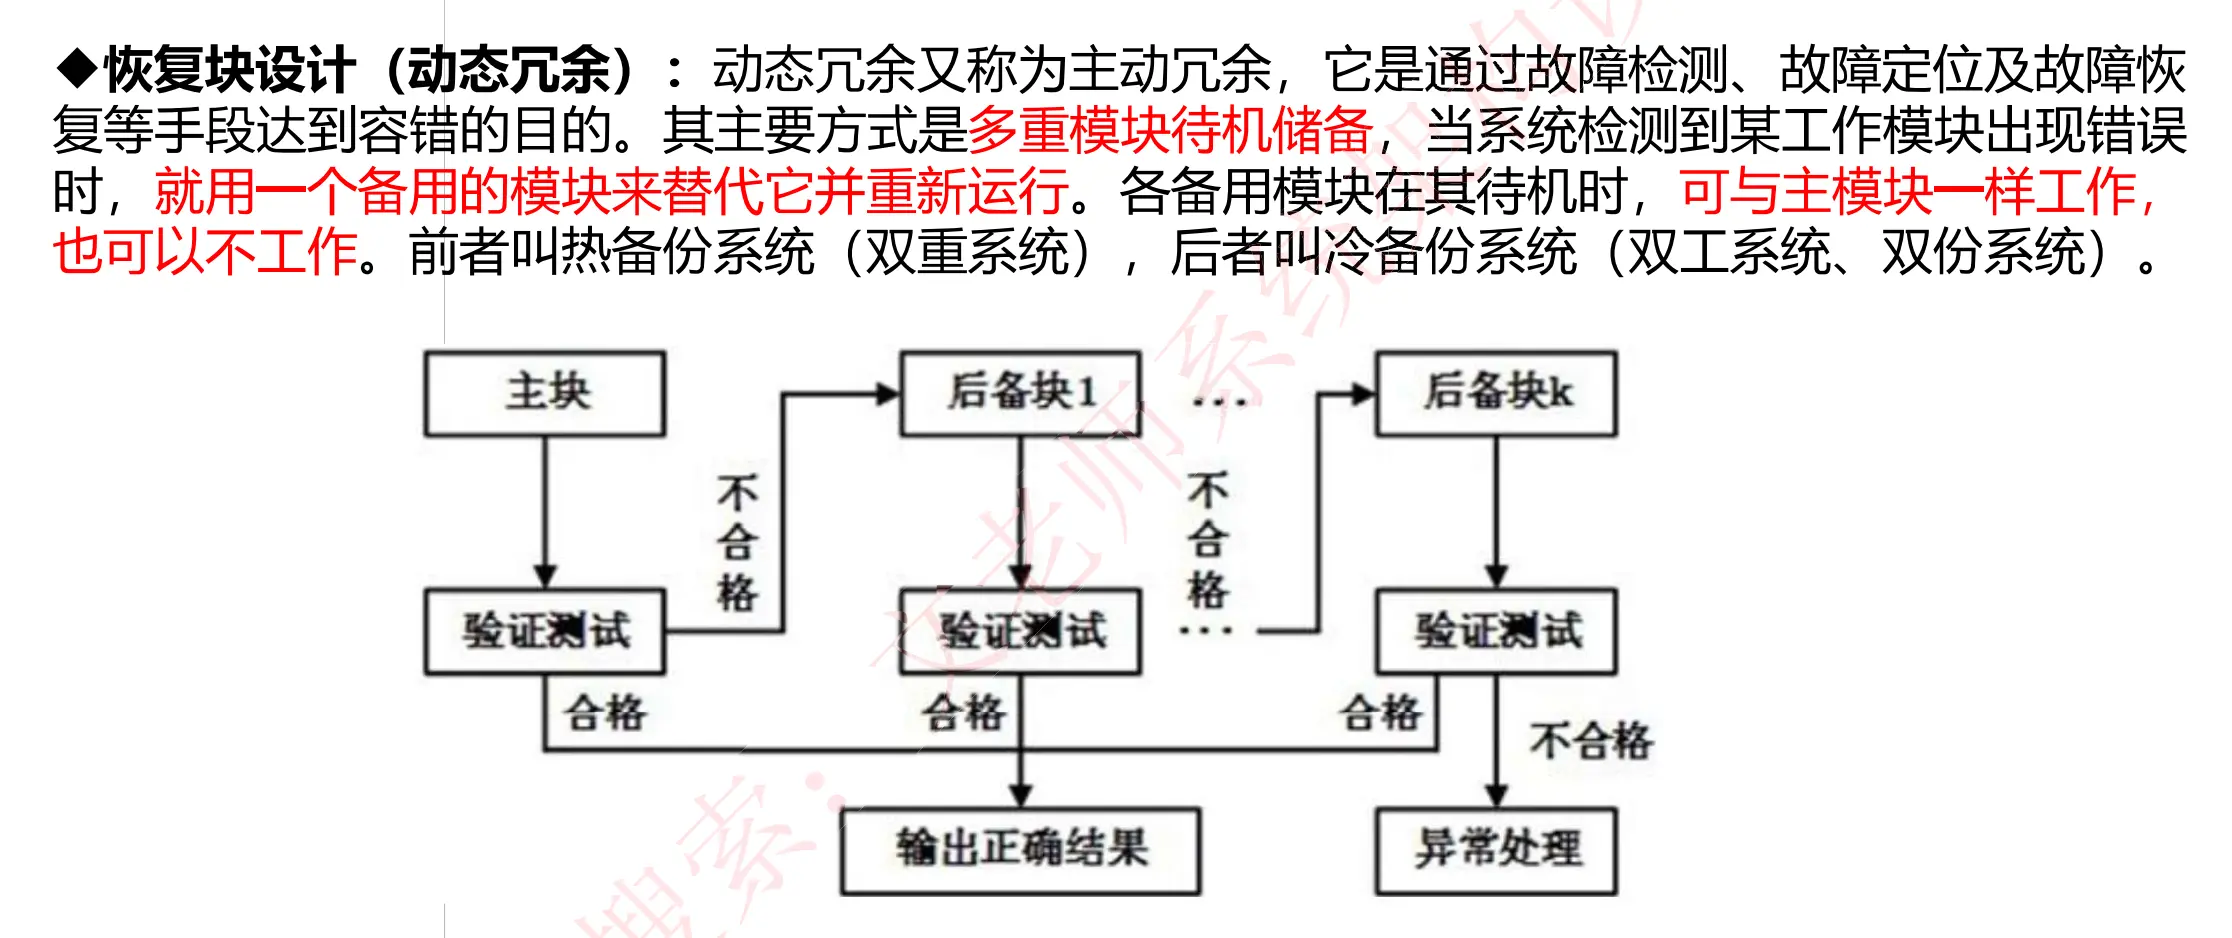 ◆恢复块设计（动态冗余）：动态冗余又称为主动冗余，它是通过故障检测、故障定位及故障恢
复等手段达到容错的目的。其主要方式是多重模块待机储备，当系统检测到某工作模块出现错误
时，就用一个备用的模块来替代它并重新运行。各备用模块在其待机时，可与主模块一样工作，
也可以不工作。前者叫热备份系统（双重系统），后者叫冷备份系统（双工系统、双份系统）。
主块
后备块1
...
后备块k
不合格
不合格
验证测试
验证测试
...
验证测试
合格
合格
合格
不合格
输出正确结果
异常处理
搜索：文老师系统架构设